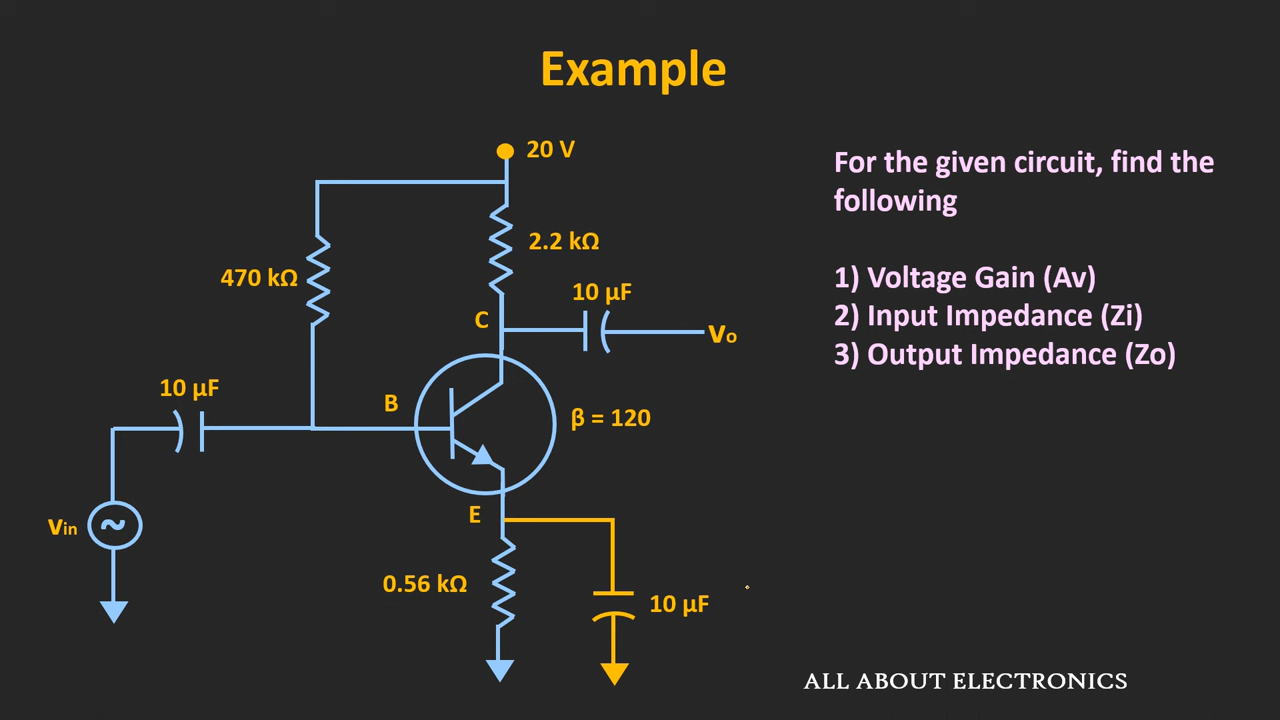 Example
20 V
For the given circuit, find the
following
470 kΩ
2.2 kΩ
1) Voltage Gain (Av)
2) Input Impedance (Zi)
3) Output Impedance (Zo)
10 μF
C
vo
10 μF
B
β = 120
vin
~
E
0.56 kΩ
10 μF
ALL ABOUT ELECTRONICS